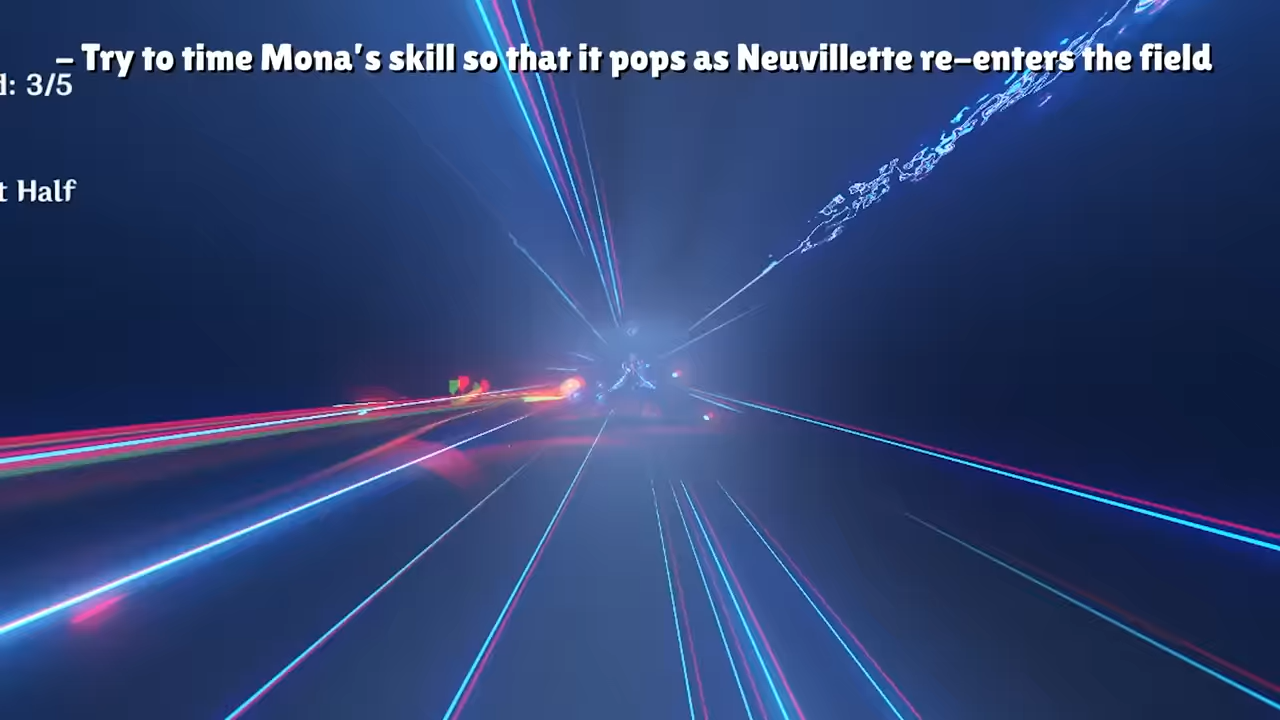 – Try to time Mona's skill so that it pops as Neuvillette re-enters the field
d: 3/5
t Half